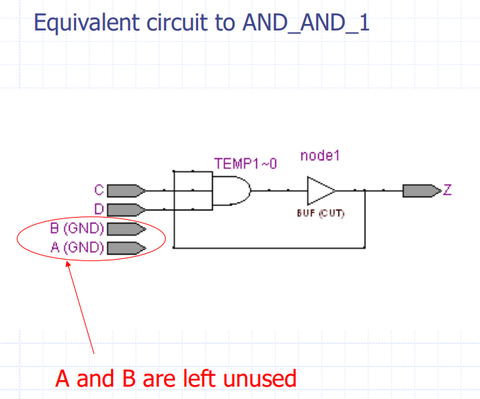 Equivalent circuit to AND_AND_1
TEMP1~0
node1
C
Z
D
BUF (CUT)
B (GND)
A (GND)
A and B are left unused